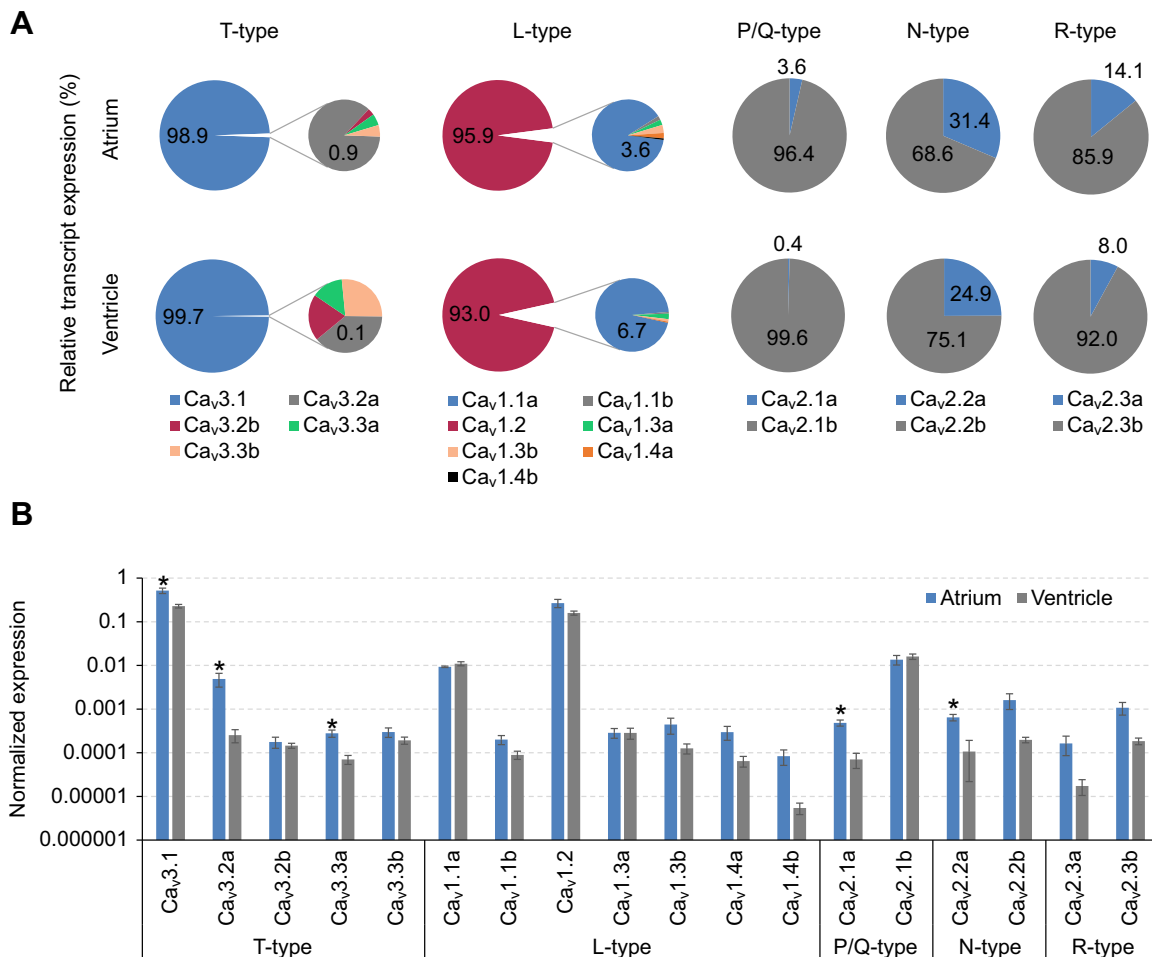 A
T-type L-type P/Q-type N-type R-type
Relative transcript expression (%)
Atrium
98.9 0.9 95.9 3.6 3.6 96.4 31.4 68.6 14.1 85.9
Ventricle
99.7 0.1 93.0 6.7 0.4 99.6 24.9 75.1 8.0 92.0
Cav3.1 Cav3.2a Cav1.1a Cav1.1b Cav2.1a Cav2.2a Cav2.3a
Cav3.2b Cav3.3a Cav1.2 Cav1.3a Cav2.1b Cav2.2b Cav2.3b
Cav3.3b Cav1.3b Cav1.4a
Cav1.4b
B
Normalized expression
1
0.1
0.01
0.001
0.0001
0.00001
0.000001
* * * * *
Atrium Ventricle
Cav3.1 Cav3.2a Cav3.2b Cav3.3a Cav3.3b Cav1.1a Cav1.1b Cav1.2 Cav1.3a Cav1.3b Cav1.4a Cav1.4b Cav2.1a Cav2.1b Cav2.2a Cav2.2b Cav2.3a Cav2.3b
T-type L-type P/Q-type N-type R-type